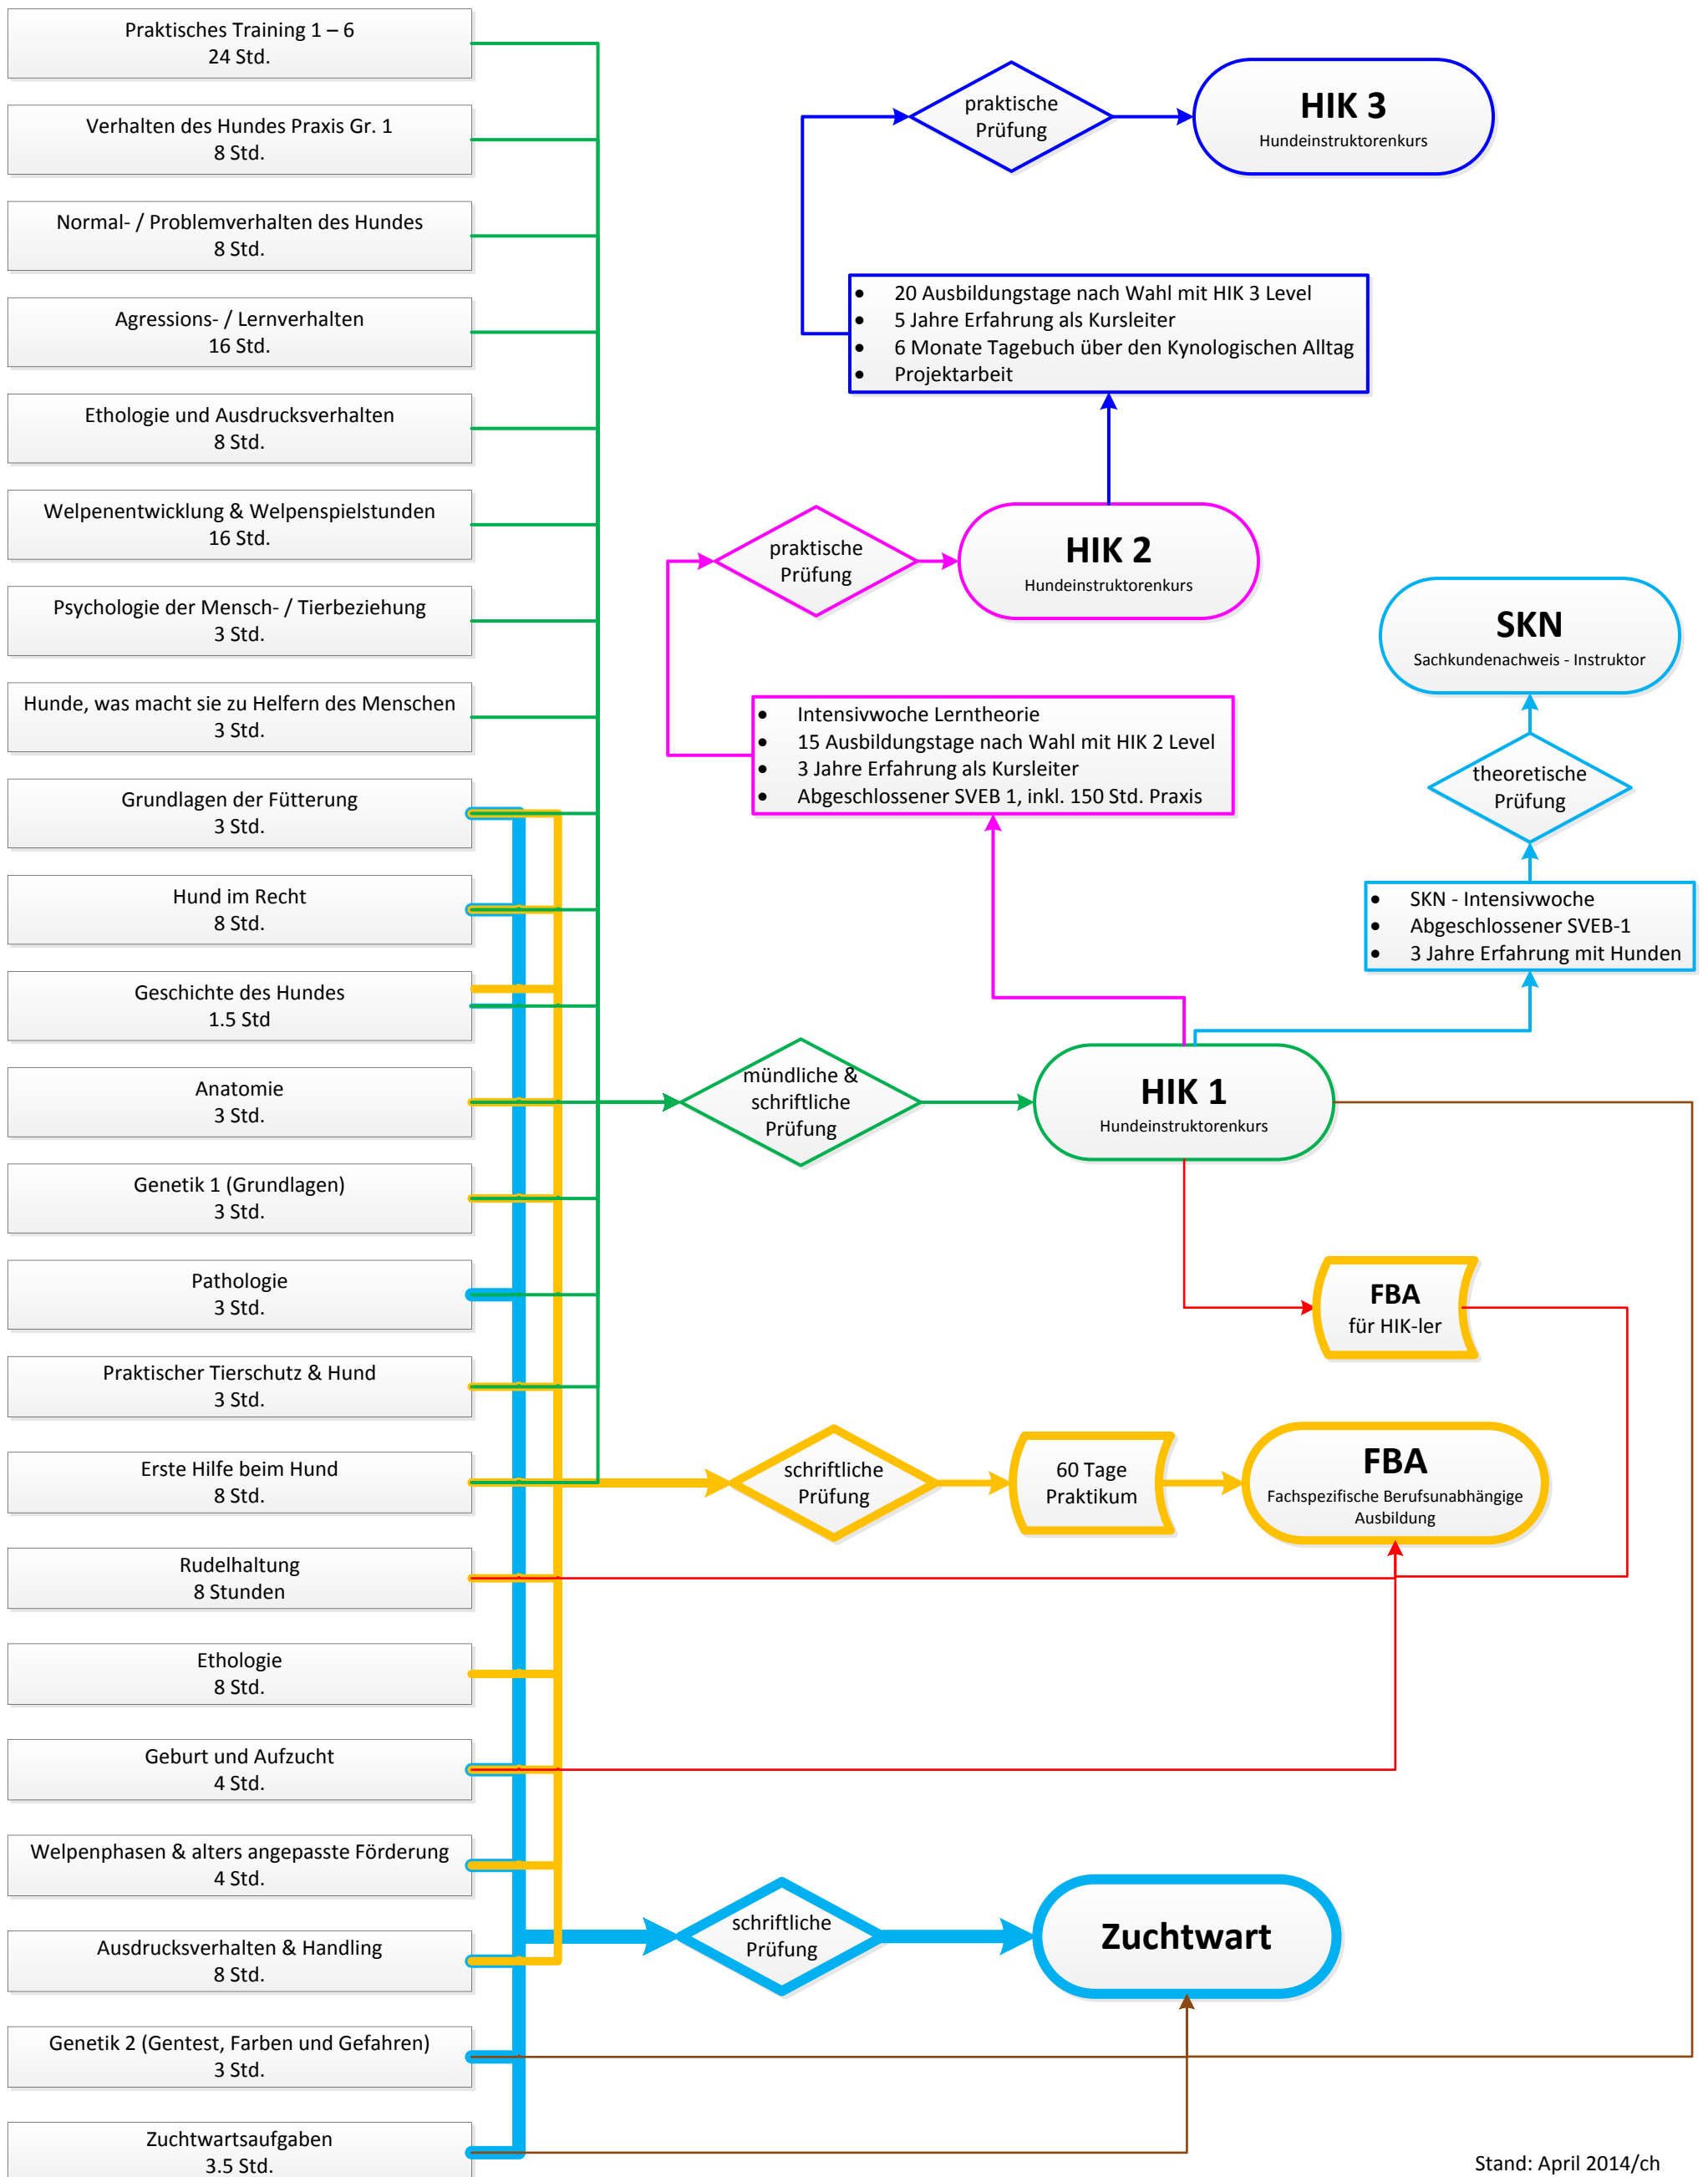 Praktisches Training 1 – 6
24 Std.
Verhalten des Hundes Praxis Gr. 1
8 Std.
Normal- / Problemverhalten des Hundes
8 Std.
Agressions- / Lernverhalten
16 Std.
Ethologie und Ausdrucksverhalten
8 Std.
Welpenentwicklung & Welpenspielstunden
16 Std.
Psychologie der Mensch- / Tierbeziehung
3 Std.
Hunde, was macht sie zu Helfern des Menschen
3 Std.
Grundlagen der Fütterung
3 Std.
Hund im Recht
8 Std.
Geschichte des Hundes
1.5 Std
Anatomie
3 Std.
Genetik 1 (Grundlagen)
3 Std.
Pathologie
3 Std.
Praktischer Tierschutz & Hund
3 Std.
Erste Hilfe beim Hund
8 Std.
Rudelhaltung
8 Stunden
Ethologie
8 Std.
Geburt und Aufzucht
4 Std.
Welpenphasen & alters angepasste Förderung
4 Std.
Ausdrucksverhalten & Handling
8 Std.
Genetik 2 (Gentest, Farben und Gefahren)
3 Std.
Zuchtwartsaufgaben
3.5 Std.
praktische
Prüfung
HIK 3
Hundeinstruktorenkurs
• 20 Ausbildungstage nach Wahl mit HIK 3 Level
• 5 Jahre Erfahrung als Kursleiter
• 6 Monate Tagebuch über den Kynologischen Alltag
• Projektarbeit
praktische
Prüfung
HIK 2
Hundeinstruktorenkurs
• Intensivwoche Lerntheorie
• 15 Ausbildungstage nach Wahl mit HIK 2 Level
• 3 Jahre Erfahrung als Kursleiter
• Abgeschlossener SVEB 1, inkl. 150 Std. Praxis
SKN
Sachkundenachweis - Instruktor
theoretische
Prüfung
• SKN - Intensivwoche
• Abgeschlossener SVEB-1
• 3 Jahre Erfahrung mit Hunden
mündliche &
schriftliche
Prüfung
HIK 1
Hundeinstruktorenkurs
FBA
für HIK-ler
schriftliche
Prüfung
60 Tage
Praktikum
FBA
Fachspezifische Berufsunabhängige
Ausbildung
schriftliche
Prüfung
Zuchtwart
Stand: April 2014/ch